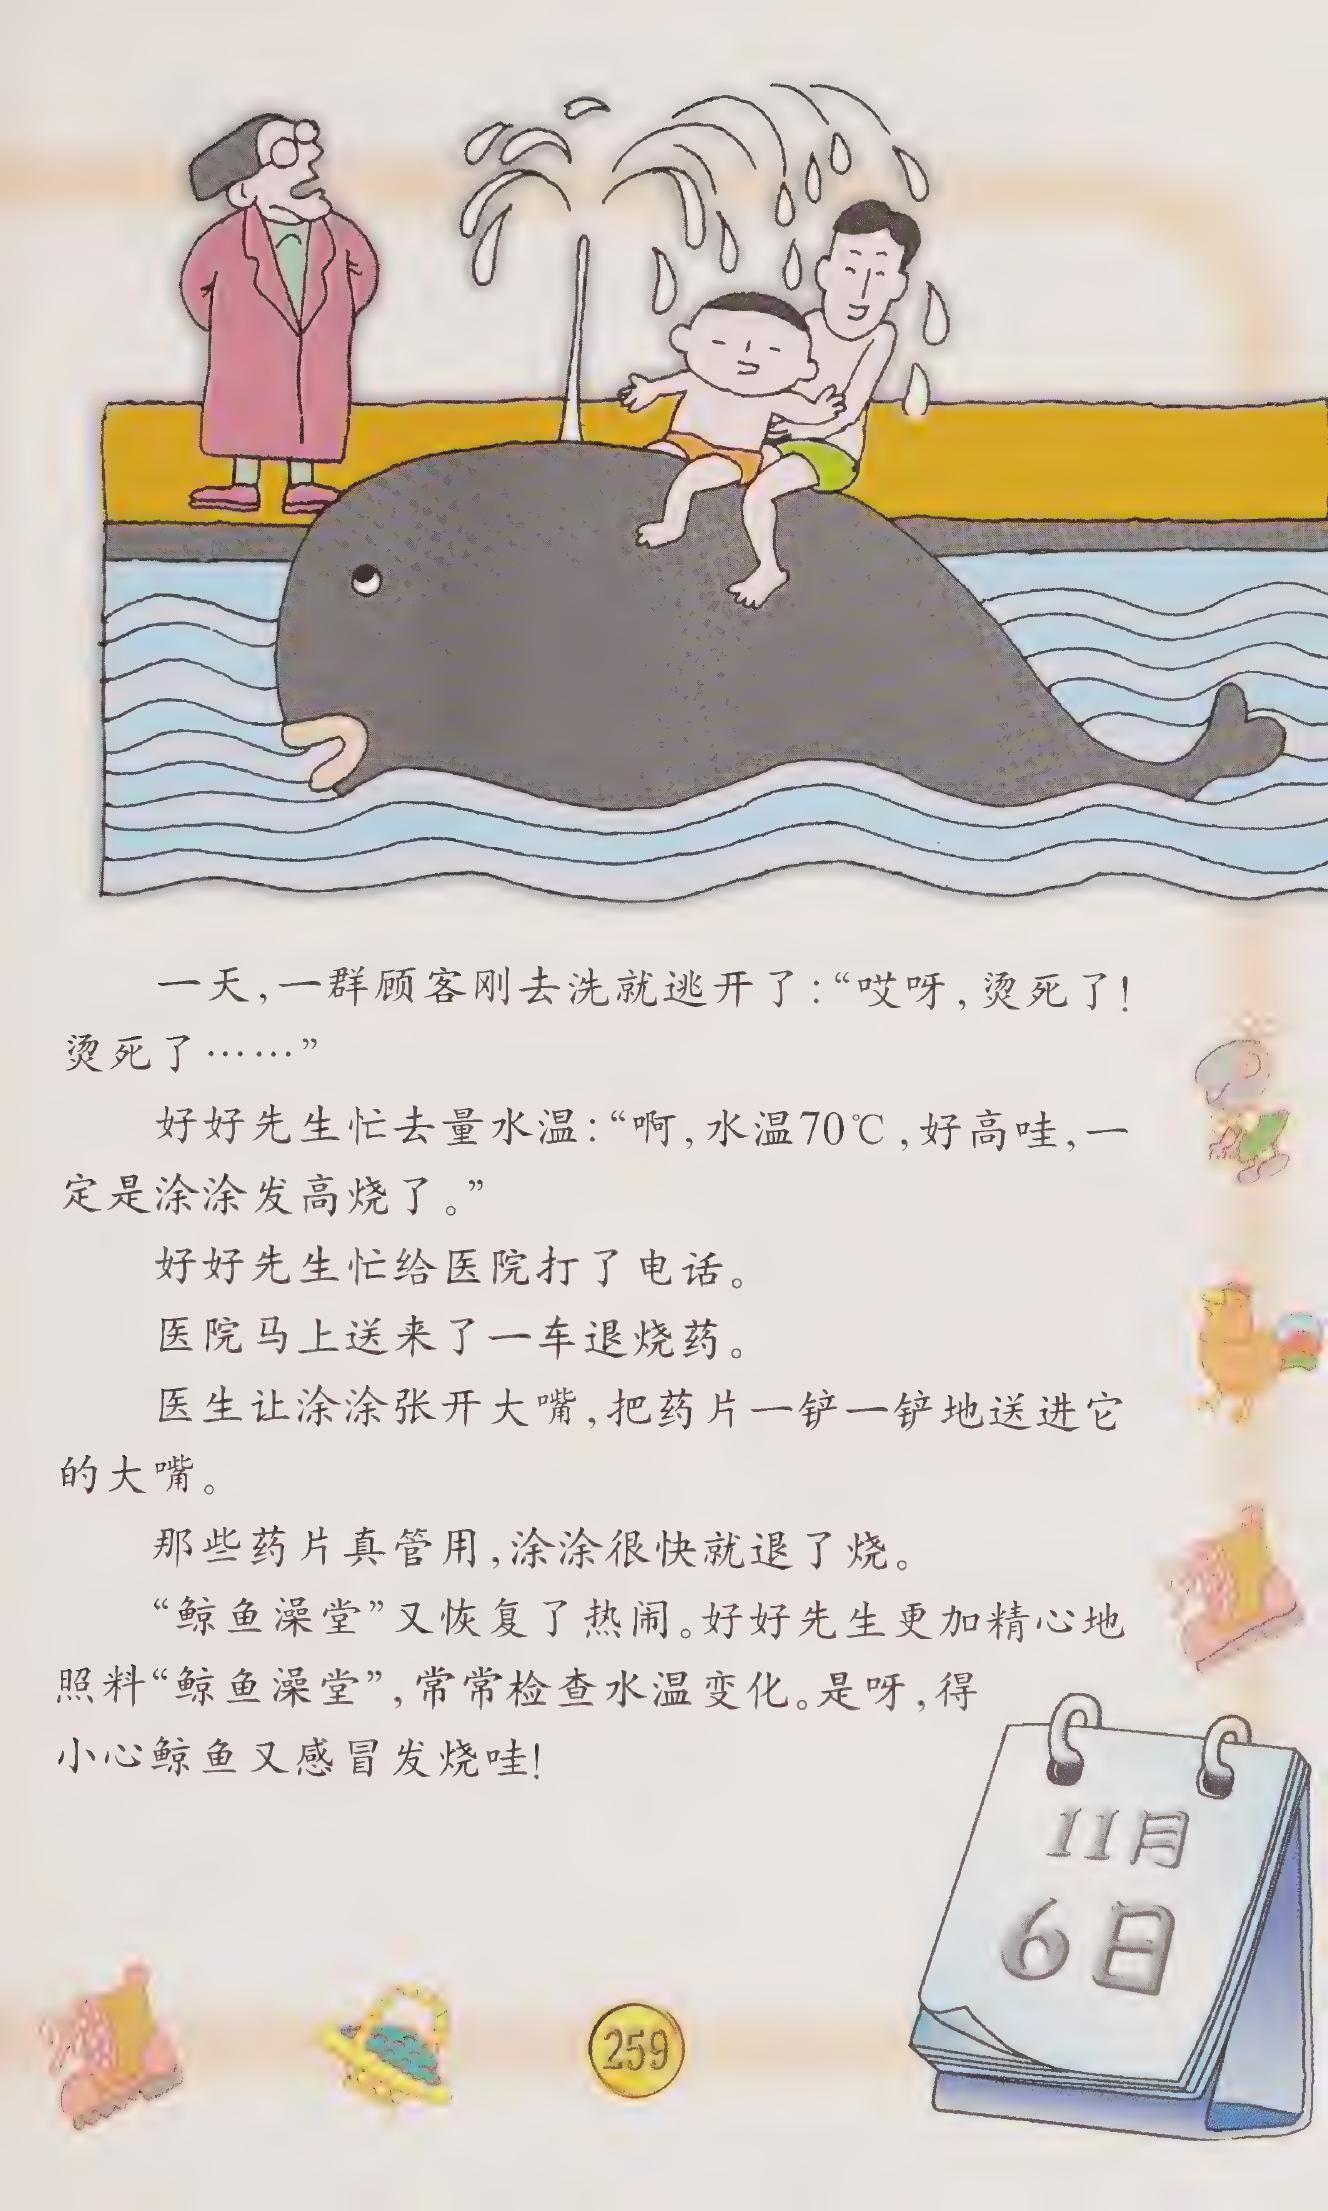 一天，一群顾客刚去洗就逃开了：“哎呀，烫死了！
烫死了……”
好好先生忙去量水温：“啊，水温70℃，好高哇，一
定是涂涂发高烧了。”
好好先生忙给医院打了电话。
医院马上送来了一车退烧药。
医生让涂涂张开大嘴，把药片一铲一铲地送进它
的大嘴。
那些药片真管用，涂涂很快就退了烧。
“鲸鱼澡堂”又恢复了热闹。好好先生更加精心地
照料“鲸鱼澡堂”，常常检查水温变化。是呀，得
小心鲸鱼又感冒发烧哇！
11月
6日
259